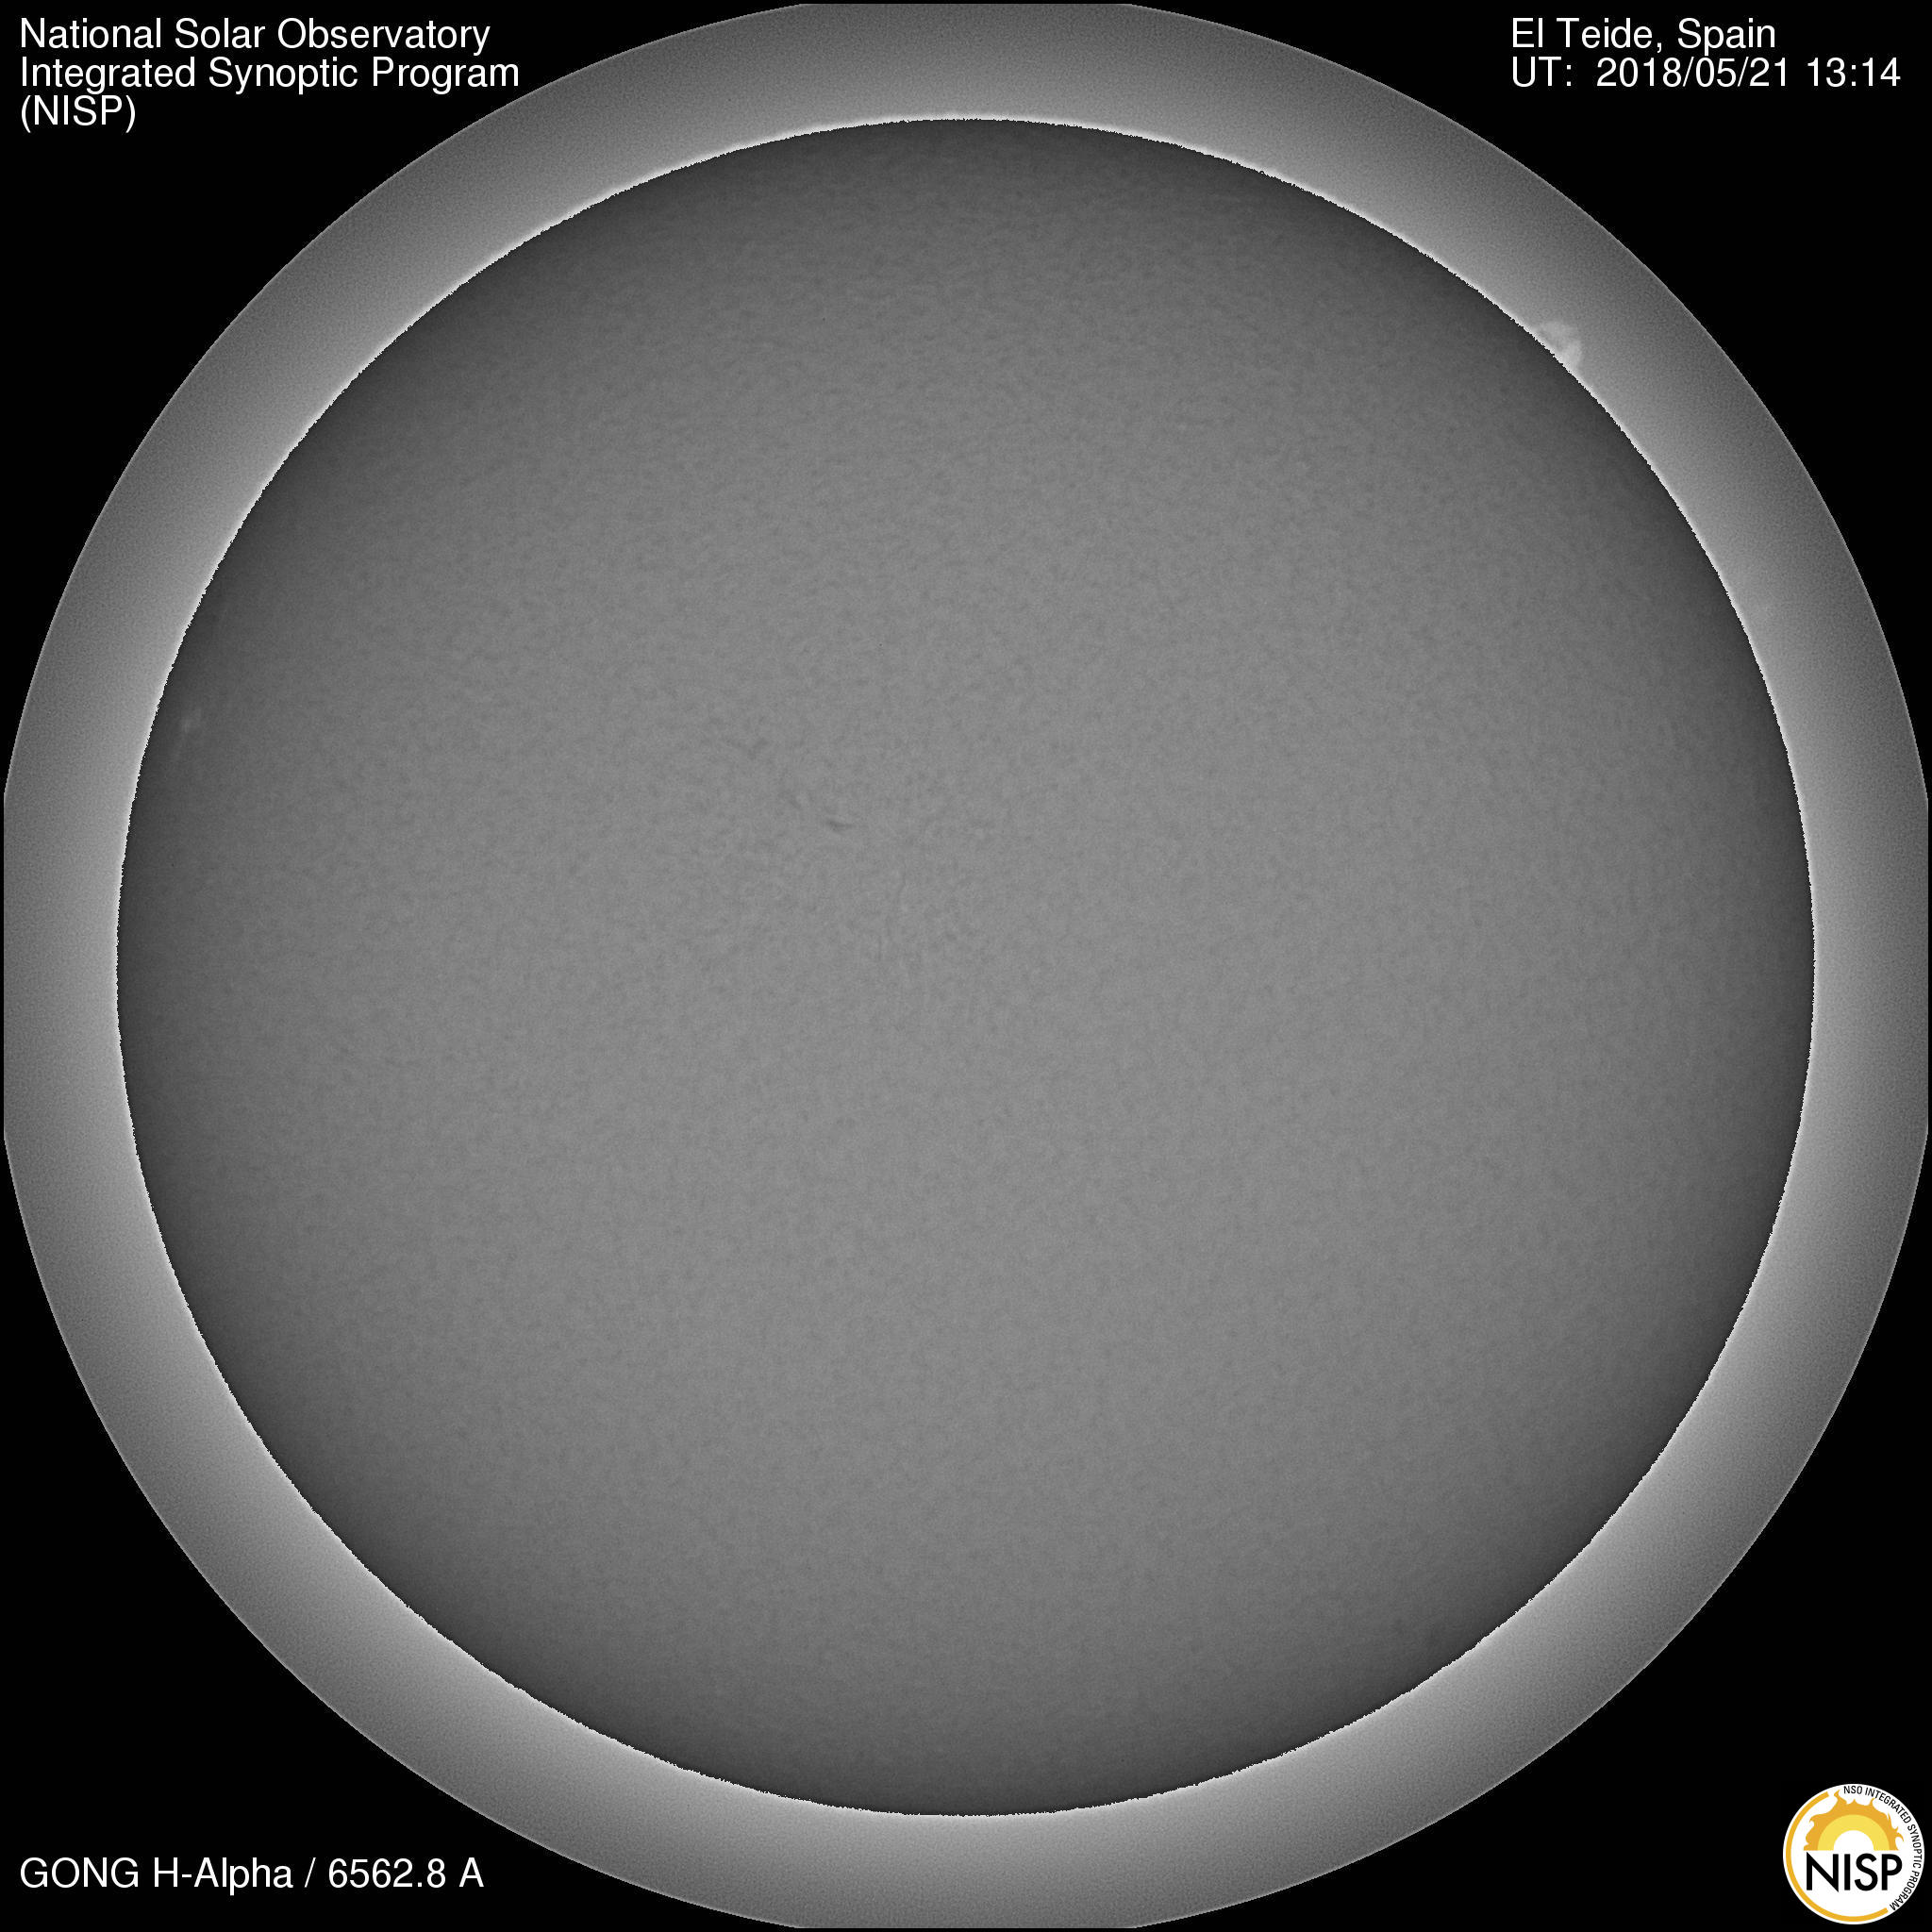 National Solar Observatory
Integrated Synoptic Program
(NISP)
El Teide, Spain
UT: 2018/05/21 13:14
GONG H-Alpha / 6562.8 A
NSO INTEGRATED SYNOPTIC PROGRAM
NISP